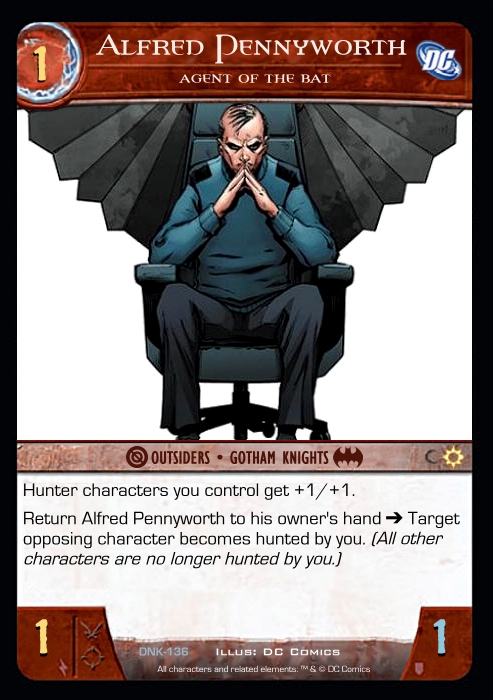 1
ALFRED PENNYWORTH
DC
AGENT OF THE BAT
OUTSIDERS • GOTHAM KNIGHTS
C
Hunter characters you control get +1/+1.
Return Alfred Pennyworth to his owner's hand ➔ Target
opposing character becomes hunted by you. (All other
characters are no longer hunted by you.)
1
1
DNK-136 ILLUS: DC COMICS
All characters and related elements: ™ & © DC Comics